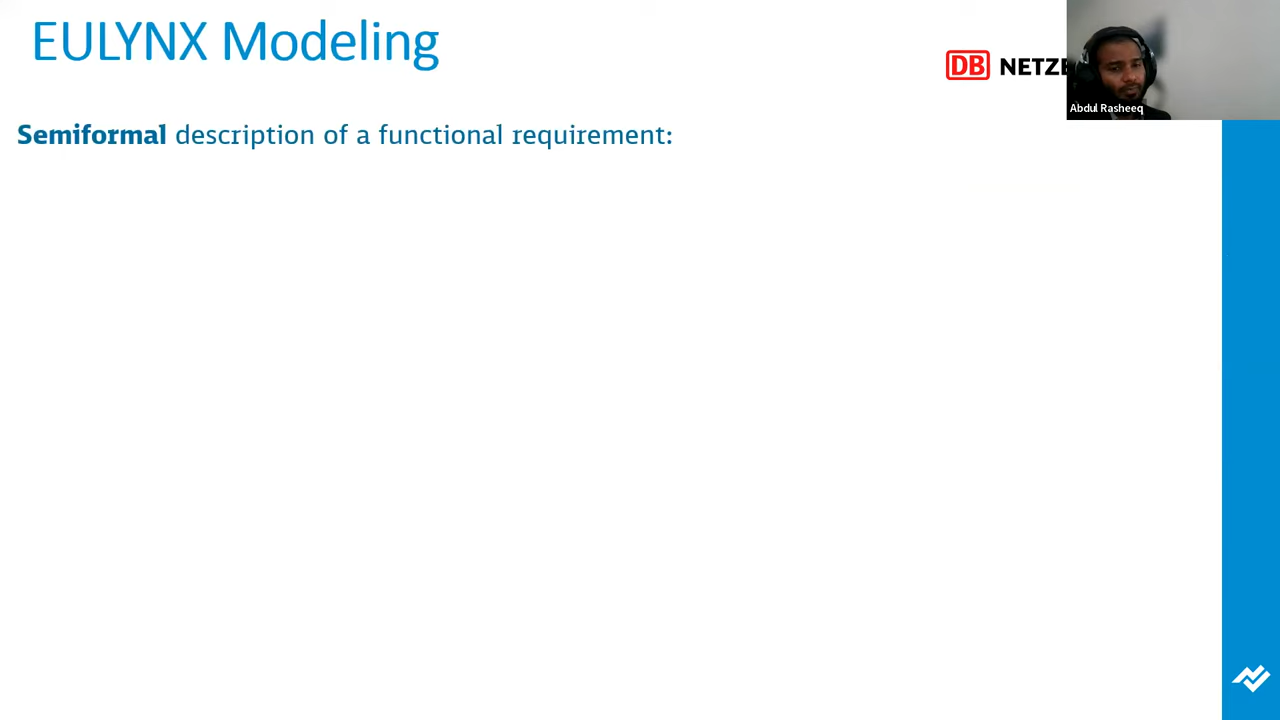 EULYNX Modeling
DB NETZE
Abdul Rasheeq
Semiformal description of a functional requirement: